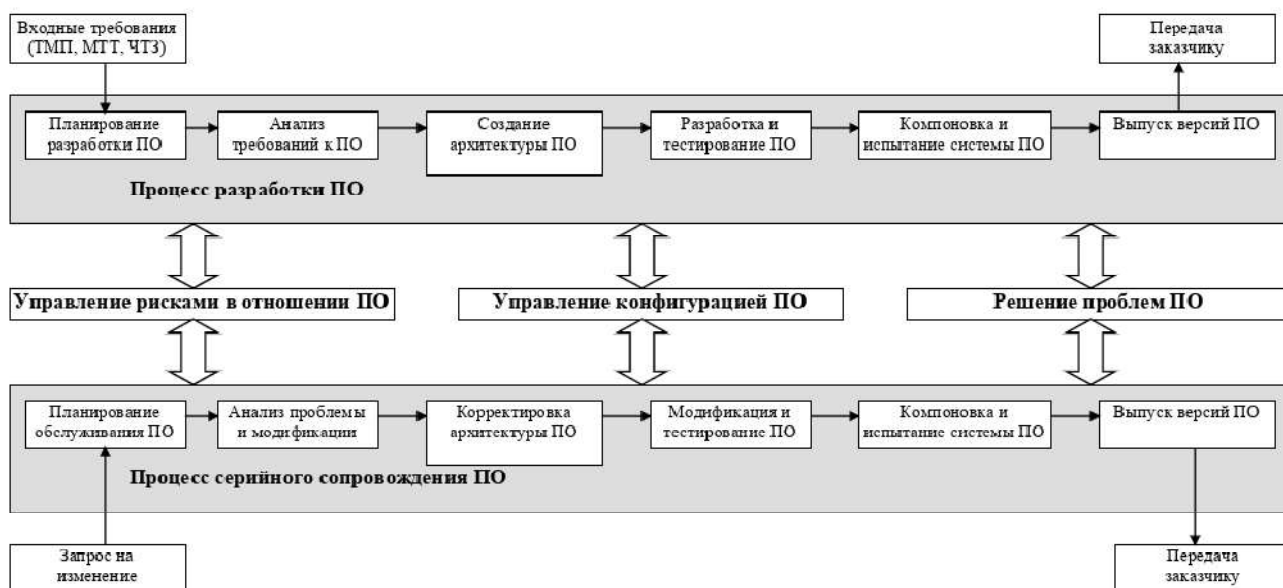 Входные требования
(ТМП, МТТ, ЧТЗ)
Передача
заказчику
Планирование
разработки ПО
Анализ
требований к ПО
Создание
архитектуры ПО
Разработка и
тестирование ПО
Компоновка и
испытание системы ПО
Выпуск версий ПО
Процесс разработки ПО
Управление рисками в отношении ПО
Управление конфигурацией ПО
Решение проблем ПО
Планирование
обслуживания ПО
Анализ проблемы
и модификации
Корректировка
архитектуры ПО
Модификация и
тестирование ПО
Компоновка и
испытание системы ПО
Выпуск версий ПО
Процесс серийного сопровождения ПО
Запрос на
изменение
Передача
заказчику